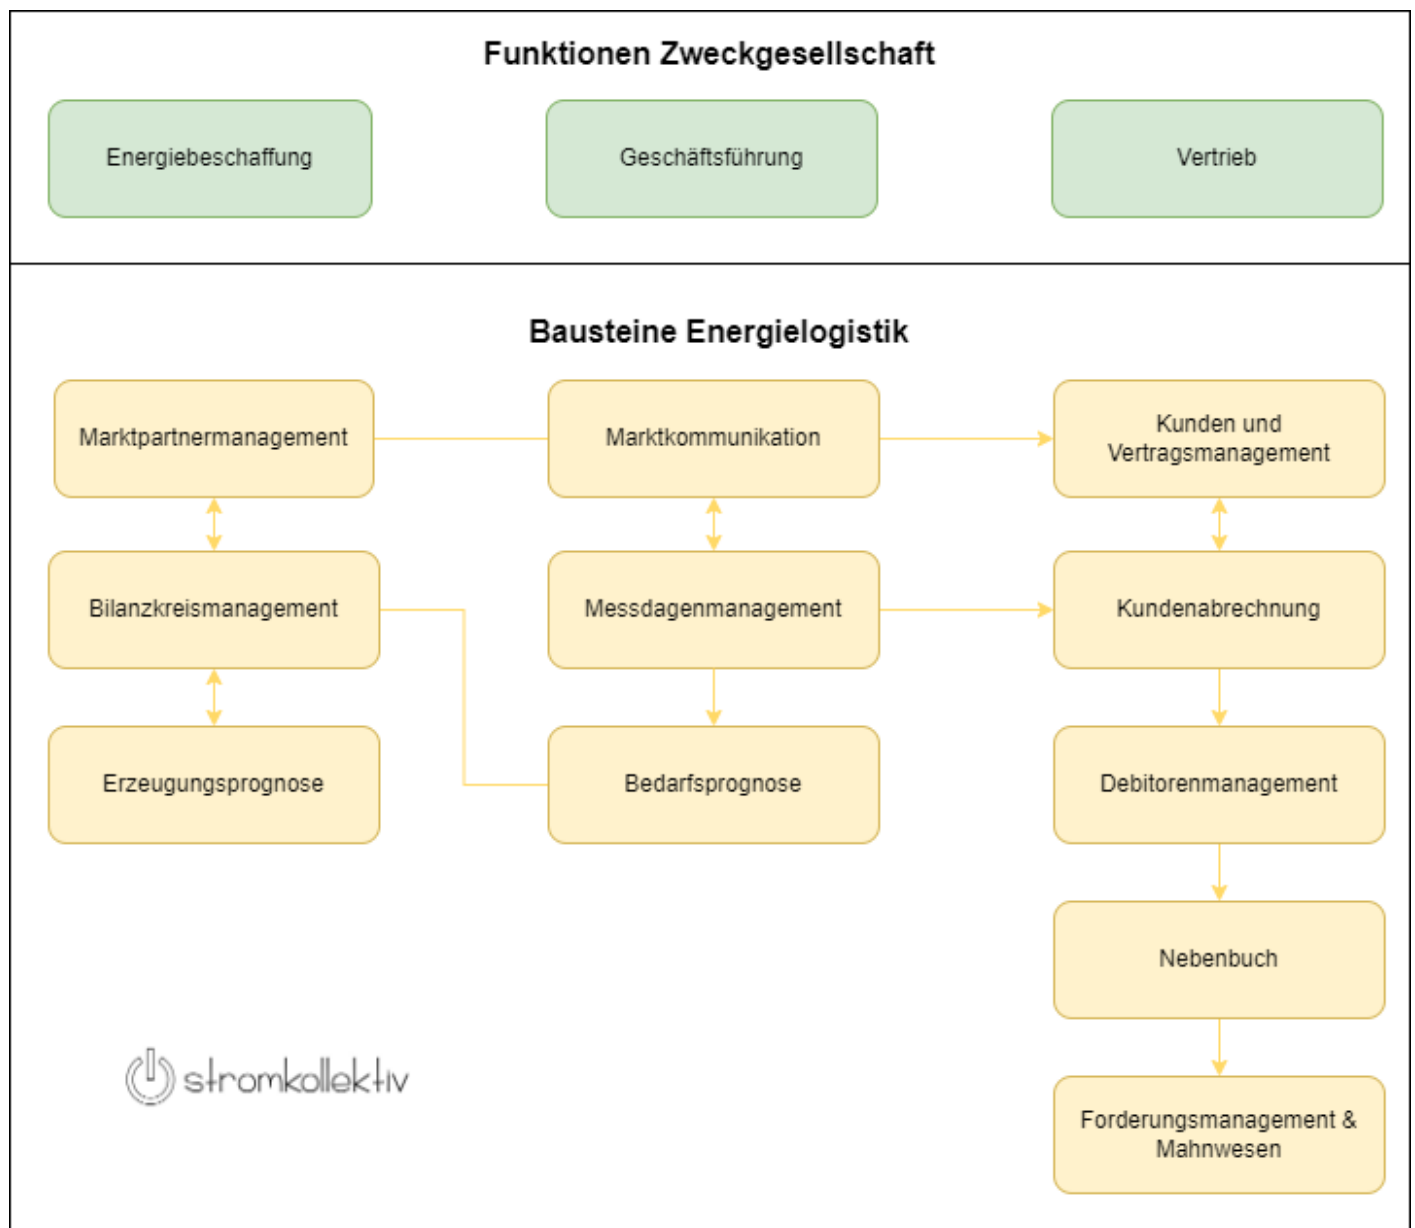 Funktionen Zweckgesellschaft
Energiebeschaffung
Geschäftsführung
Vertrieb
Bausteine Energielogistik
Marktpartnermanagement
Marktkommunikation
Kunden und
Vertragsmanagement
Bilanzkreismanagement
Messdagenmanagement
Kundenabrechnung
Erzeugungsprognose
Bedarfsprognose
Debitorenmanagement
Nebenbuch
stromkollektiv
Forderungsmanagement &
Mahnwesen